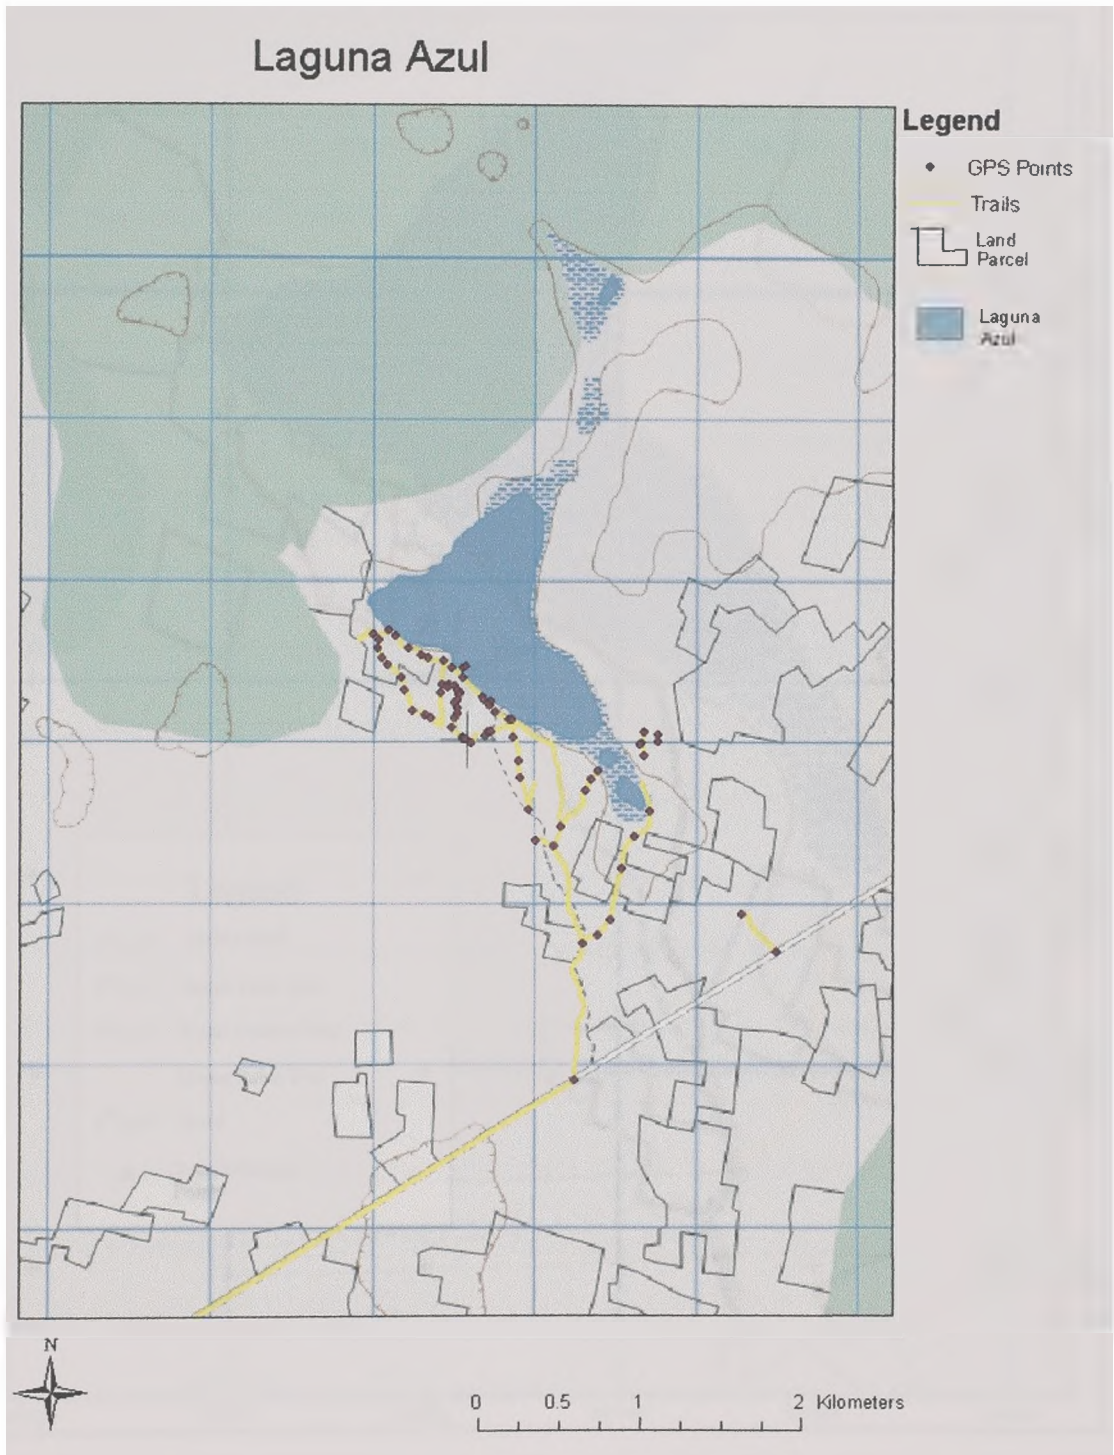 Laguna Azul
Legend
GPS Points
Trails
Land
Parcel
Laguna
Azul
N
0 0.5 1 2 Kilometers